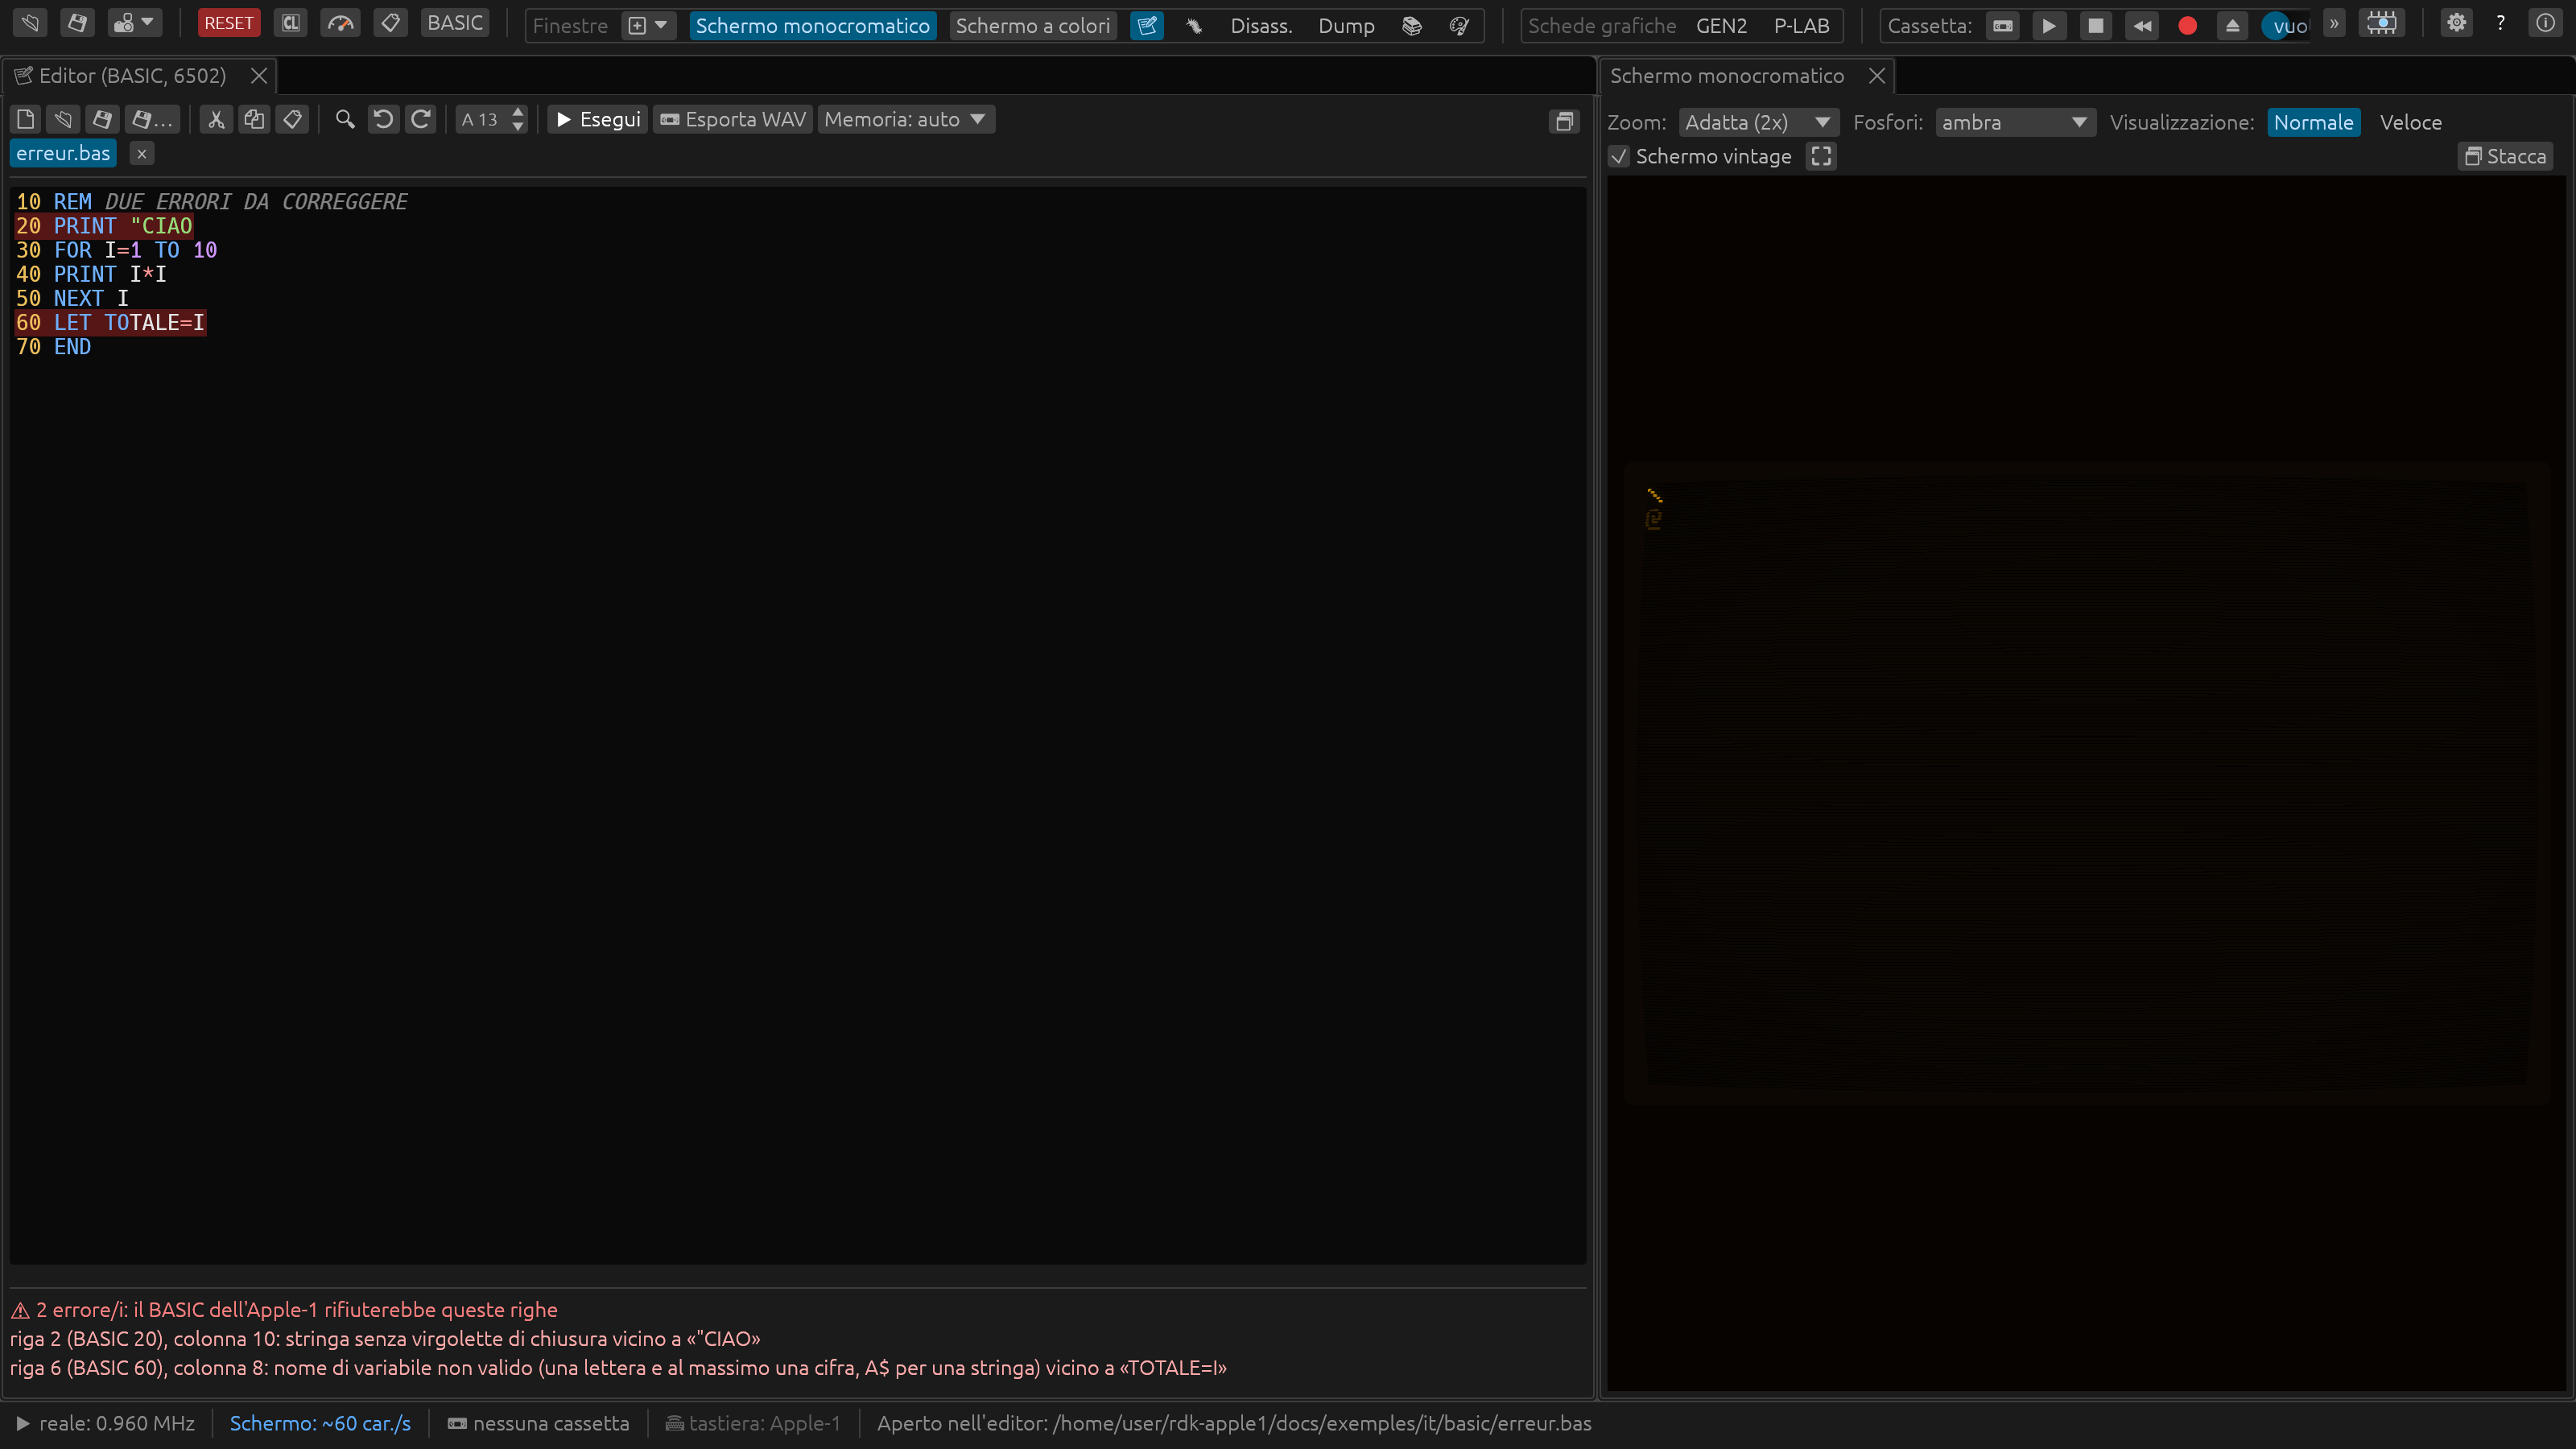 RESET BASIC Finestre Schermo monocromatico Schermo a colori Disass. Dump Schede grafiche GEN2 P-LAB Cassetta: vuo » ?
Editor (BASIC, 6502)
A 13 Esegui Esporta WAV Memoria: auto
erreur.bas x
10 REM DUE ERRORI DA CORREGGERE
20 PRINT "CIAO
30 FOR I=1 TO 10
40 PRINT I*I
50 NEXT I
60 LET TOTALE=I
70 END
⚠ 2 errore/i: il BASIC dell'Apple-1 rifiuterebbe queste righe
riga 2 (BASIC 20), colonna 10: stringa senza virgolette di chiusura vicino a «"CIAO»
riga 6 (BASIC 60), colonna 8: nome di variabile non valido (una lettera e al massimo una cifra, A$ per una stringa) vicino a «TOTALE=I»
Schermo monocromatico
Zoom: Adatta (2x) Fosfori: ambra Visualizzazione: Normale Veloce
Schermo vintage Stacca
\
@
reale: 0.960 MHz Schermo: ~60 car./s nessuna cassetta tastiera: Apple-1 Aperto nell'editor: /home/user/rdk-apple1/docs/exemples/it/basic/erreur.bas